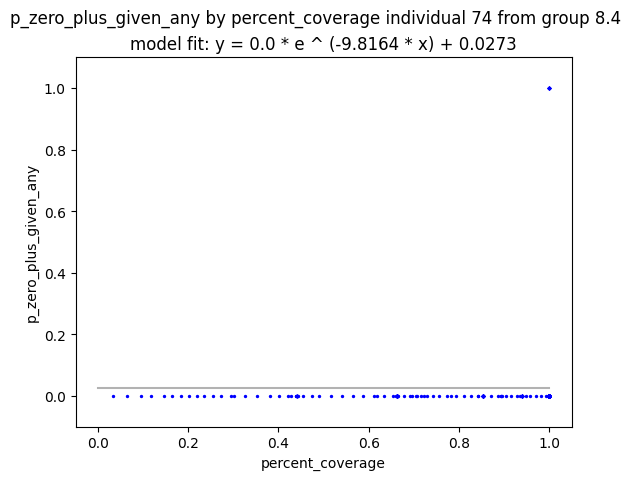 p_zero_plus_given_any by percent_coverage individual 74 from group 8.4
model fit: y = 0.0 * e ^ (-9.8164 * x) + 0.0273
1.0
0.8
0.6
0.4
0.2
0.0
p_zero_plus_given_any
0.0 0.2 0.4 0.6 0.8 1.0
percent_coverage